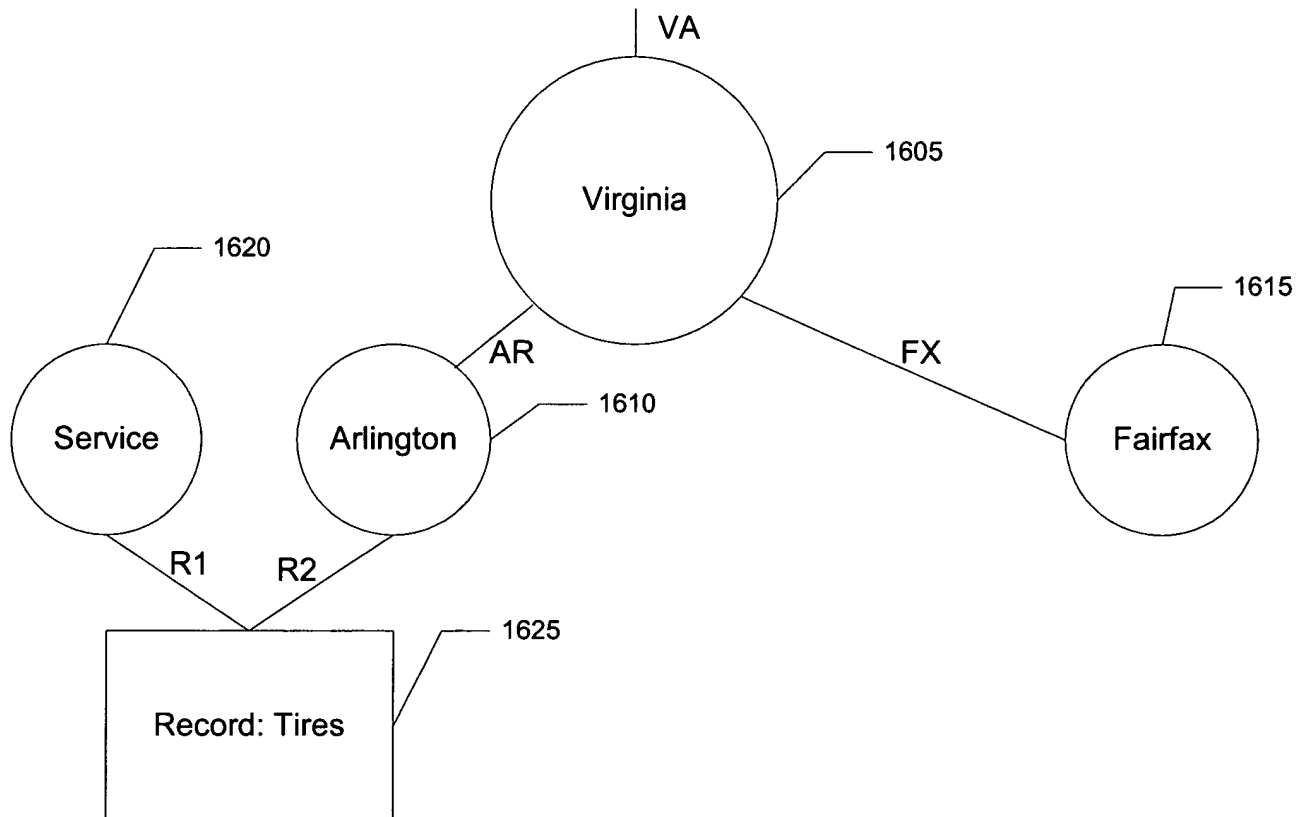 VA
1605
Virginia
1620
1615
AR
FX
1610
Service
Arlington
Fairfax
R1
R2
1625
Record: Tires